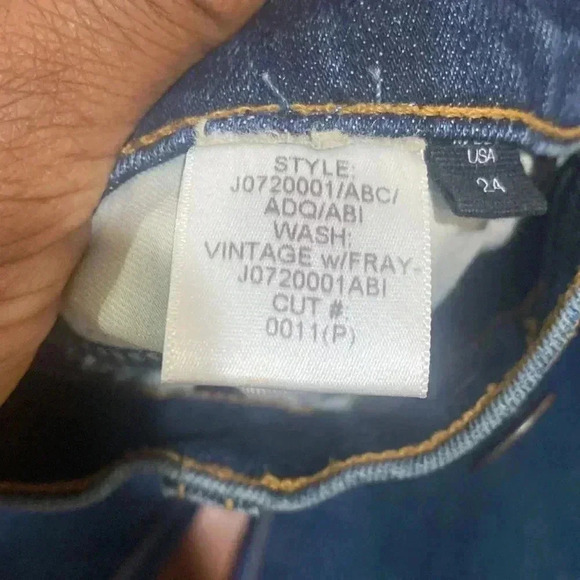 STYLE:
J0720001/ABC/
ADQ/ABI
WASH:
VINTAGE w/FRAY-
J0720001ABI
CUT #:
0011(P)
USA
24